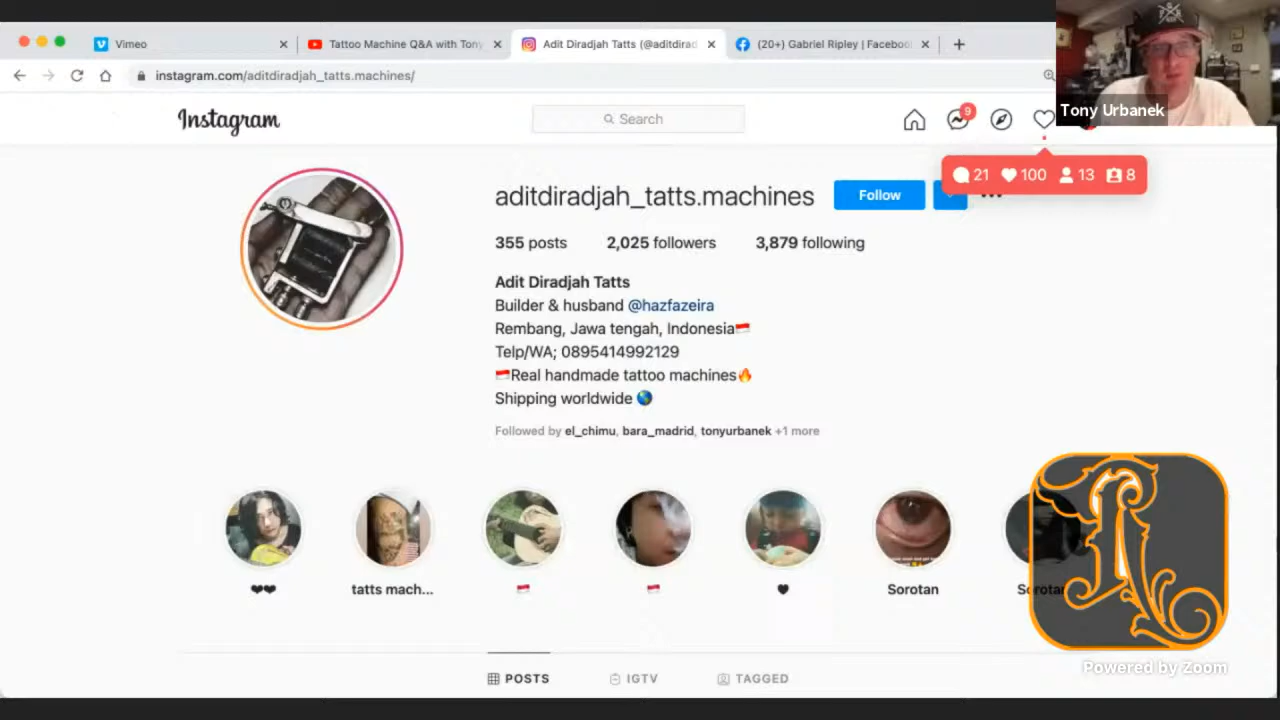 Vimeo
Tattoo Machine Q&A with Tony
Adit Diradjah Tatts (@aditdirad
(20+) Gabriel Ripley | Facebook
instagram.com/aditdiradjah_tatts.machines/
Tony Urbanek
Instagram
Search
9
21 100 13 8
aditdiradjah_tatts.machines
Follow
355 posts 2,025 followers 3,879 following
Adit Diradjah Tatts
Builder & husband @hazfazeira
Rembang, Jawa tengah, Indonesia🇮🇩
Telp/WA; 0895414992129
🇮🇩Real handmade tattoo machines🔥
Shipping worldwide 🌎
Followed by el_chimu, bara_madrid, tonyurbanek +1 more
❤❤ tatts mach... 🇮🇩 🇮🇩 ♥ Sorotan Sorotan
POSTS IGTV TAGGED
Powered by Zoom